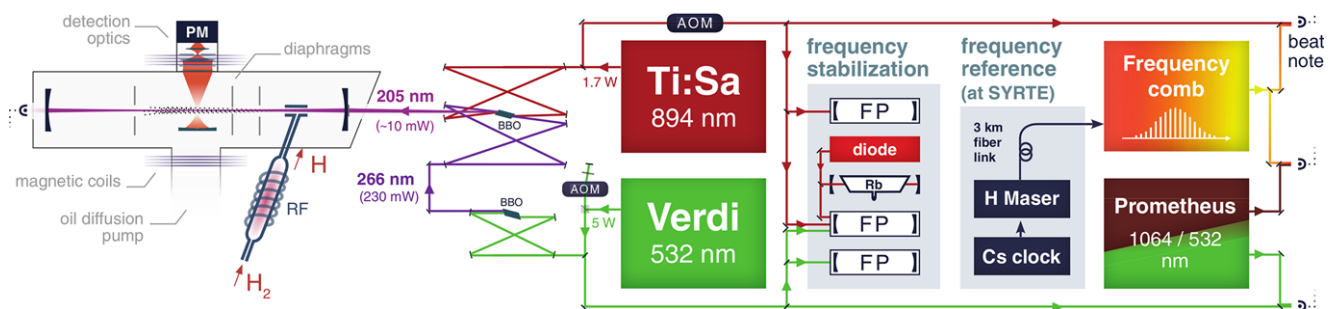 detection
optics
PM
diaphragms
205 nm
(~10 mW)
BBO
H
magnetic coils
oil diffusion
pump
RF
H2
266 nm
(230 mW)
BBO
AOM
1.7 W
Ti:Sa
894 nm
AOM
5 W
Verdi
532 nm
frequency
stabilization
FP
diode
Rb
FP
FP
frequency
reference
(at SYRTE)
3 km
fiber
link
H Maser
Cs clock
Frequency
comb
Prometheus
1064 / 532
nm
beat
note